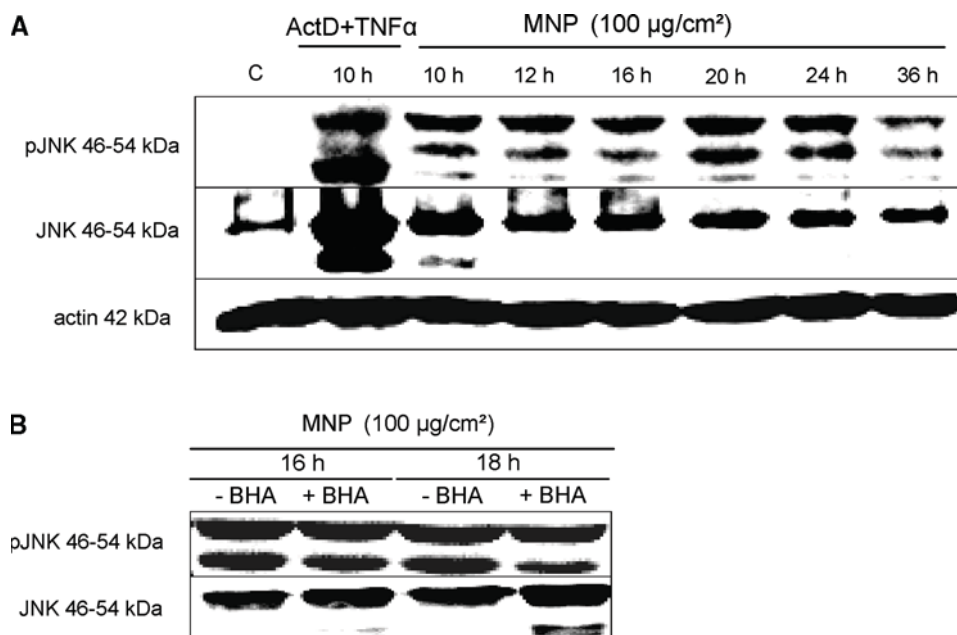 A
ActD+TNFα MNP (100 µg/cm²)
C 10 h 10 h 12 h 16 h 20 h 24 h 36 h
pJNK 46-54 kDa
JNK 46-54 kDa
actin 42 kDa
B
MNP (100 µg/cm²)
16 h 18 h
- BHA + BHA - BHA + BHA
pJNK 46-54 kDa
JNK 46-54 kDa